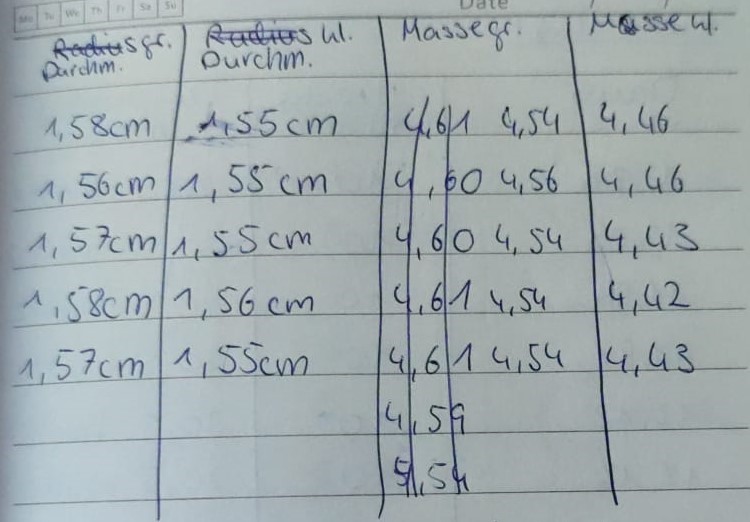 Mo Tu We Th Fr Sa Su Date
Radius gr. Radius kl. Masse gr. Masse kl.
Durchm. Durchm.
1,58cm 1,55cm 4,61 4,54 4,46
1,56cm 1,55cm 4,60 4,56 4,46
1,57cm 1,55cm 4,60 4,54 4,43
1,58cm 1,56cm 4,61 4,54 4,42
1,57cm 1,55cm 4,61 4,54 4,43
4,59